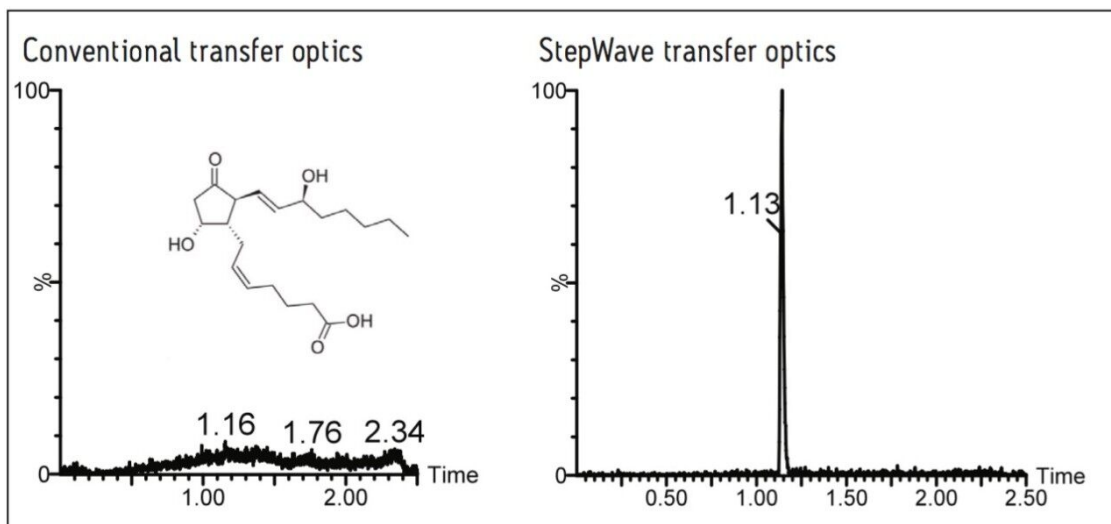 Conventional transfer optics
100
O
OH
HO
OH
O
%
1.16
1.76
2.34
0
Time
1.00
2.00
StepWave transfer optics
100
1.13
%
0
Time
0.50
1.00
1.50
2.00
2.50